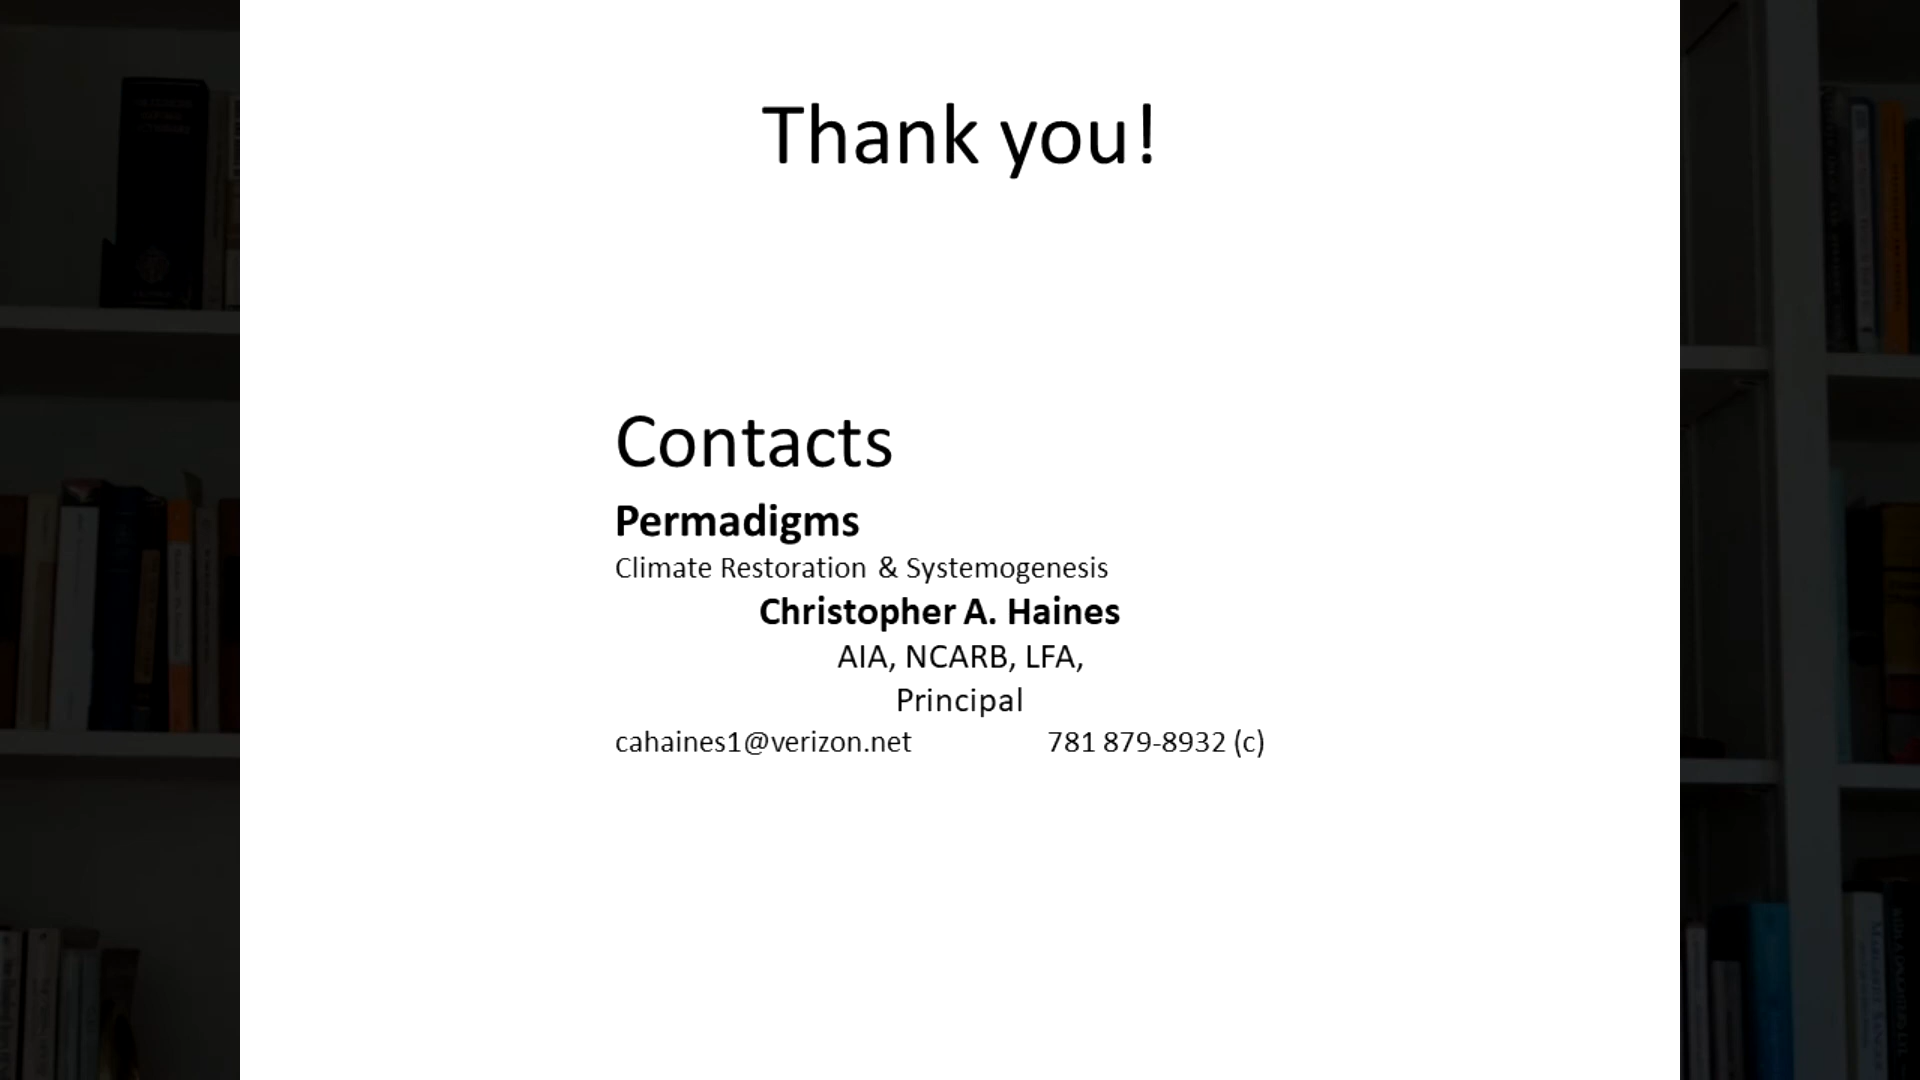 Thank you!
Contacts
Permadigms
Climate Restoration & Systemogenesis
Christopher A. Haines
AIA, NCARB, LFA,
Principal
cahaines1@verizon.net 781 879-8932 (c)